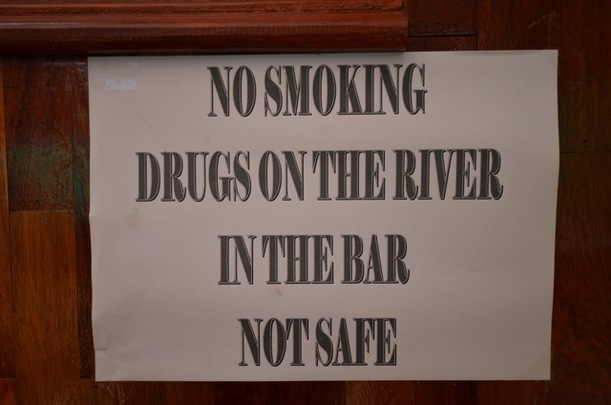 NO SMOKING
DRUGS ON THE RIVER
IN THE BAR
NOT SAFE